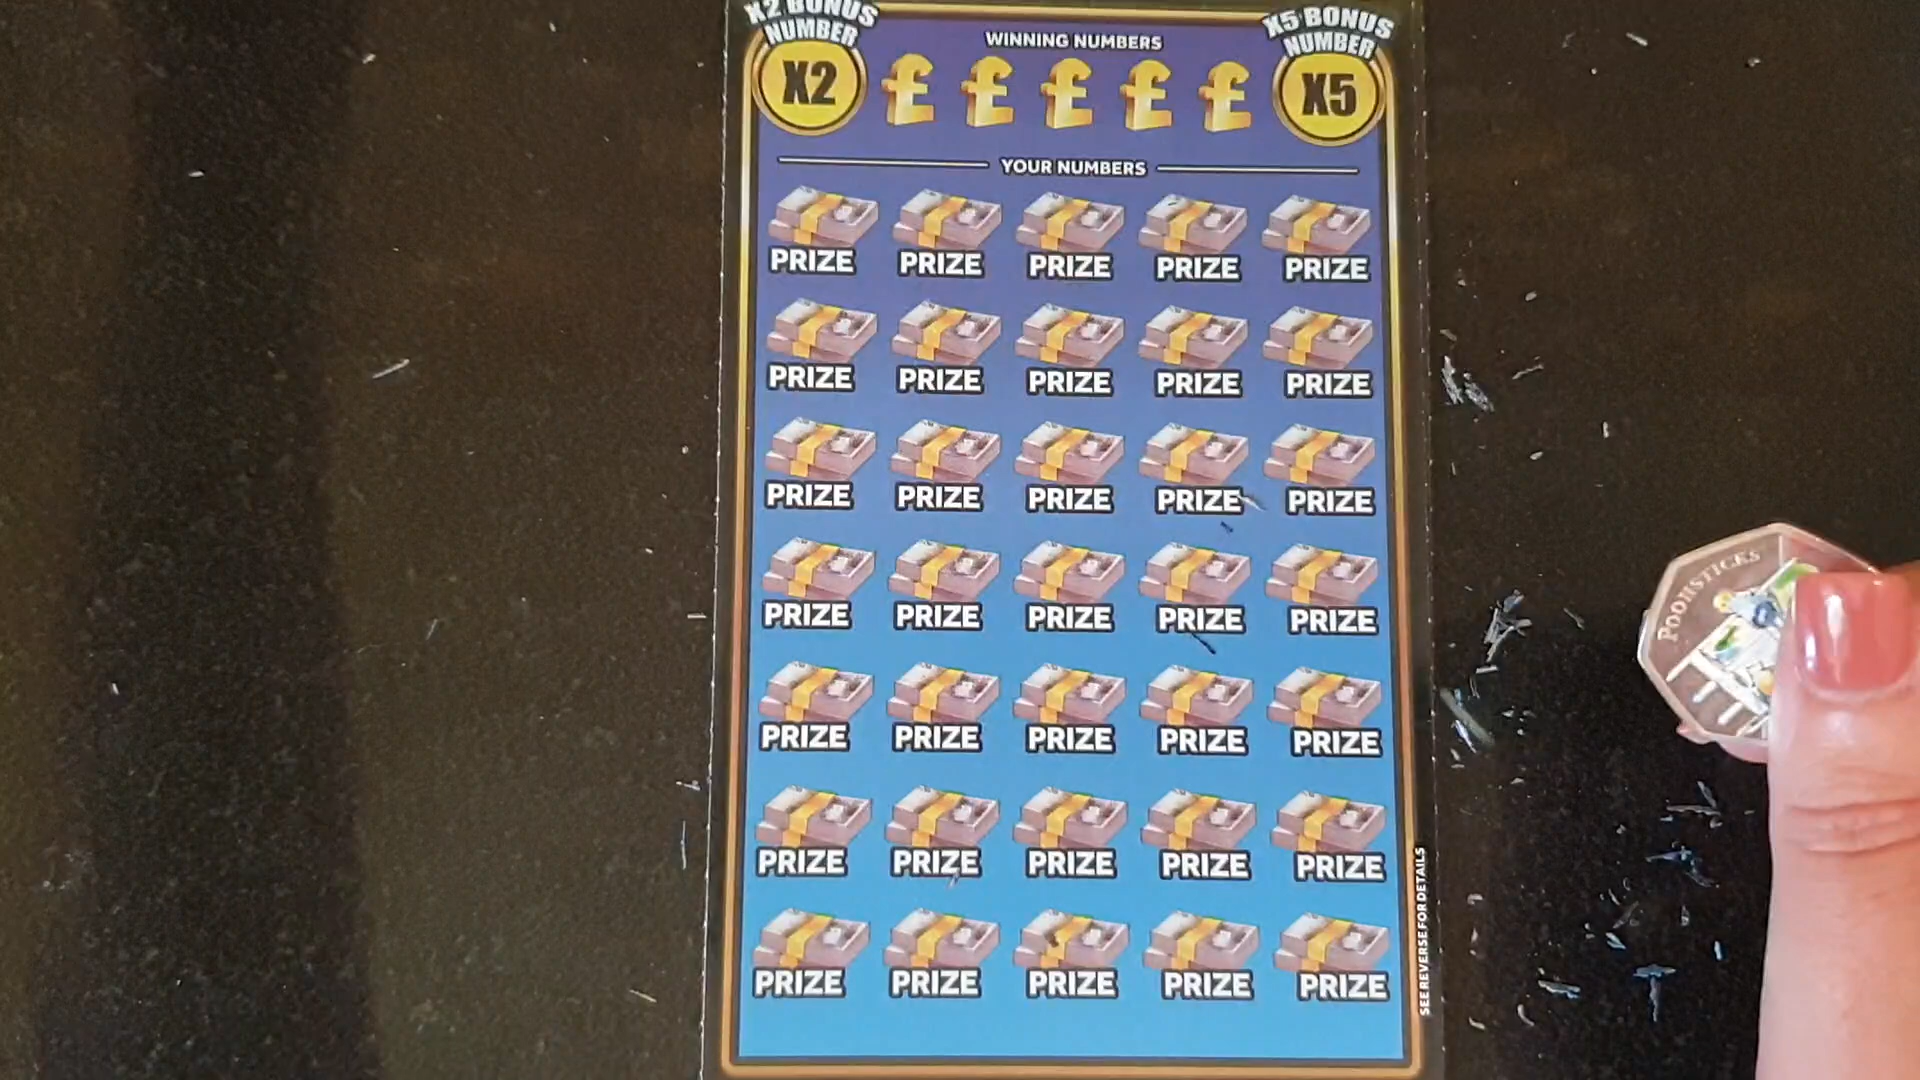 X2 BONUS
NUMBER
X2
WINNING NUMBERS
£ £ £ £ £
X5 BONUS
NUMBER
X5
YOUR NUMBERS
PRIZE PRIZE PRIZE PRIZE PRIZE
PRIZE PRIZE PRIZE PRIZE PRIZE
PRIZE PRIZE PRIZE PRIZE PRIZE
PRIZE PRIZE PRIZE PRIZE PRIZE
PRIZE PRIZE PRIZE PRIZE PRIZE
PRIZE PRIZE PRIZE PRIZE PRIZE
PRIZE PRIZE PRIZE PRIZE PRIZE
SEE REVERSE FOR DETAILS
POOHSTICKS